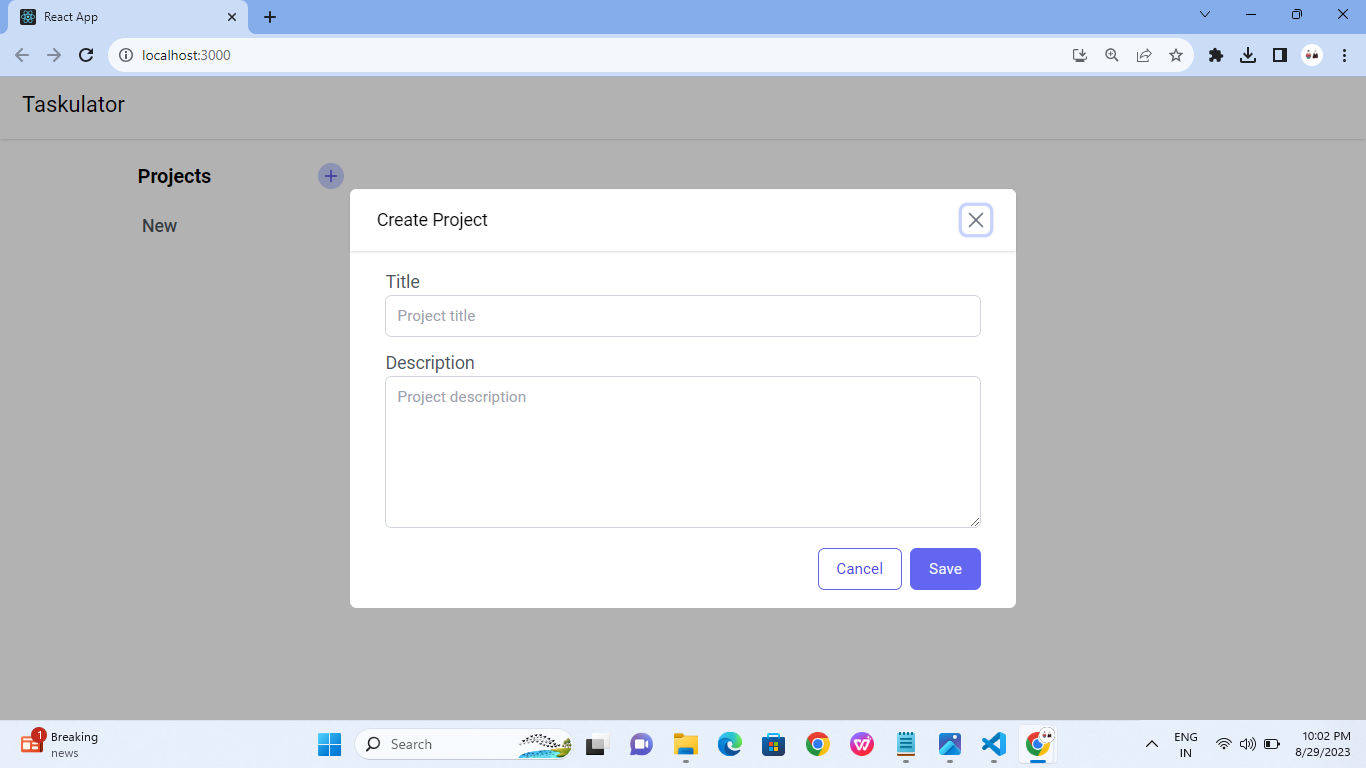 React App
localhost:3000
Taskulator
Projects
New
Create Project
Title
Project title
Description
Project description
Cancel
Save
1
Breaking
news
Search
ENG
IN
10:02 PM
8/29/2023